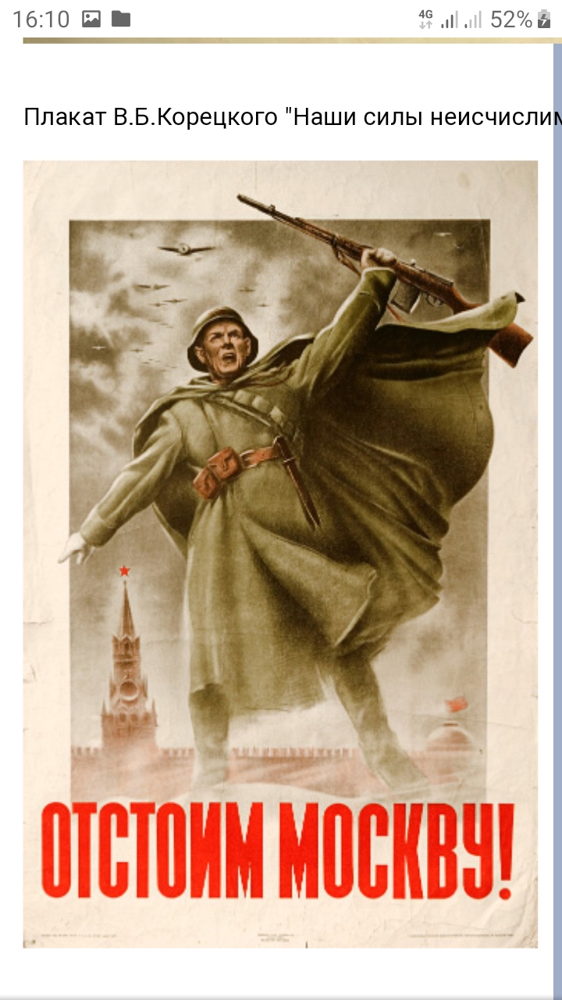 16:10 4G 52%
Плакат В.Б.Корецкого "Наши силы неисчислим
ОТСТОИМ МОСКВУ!